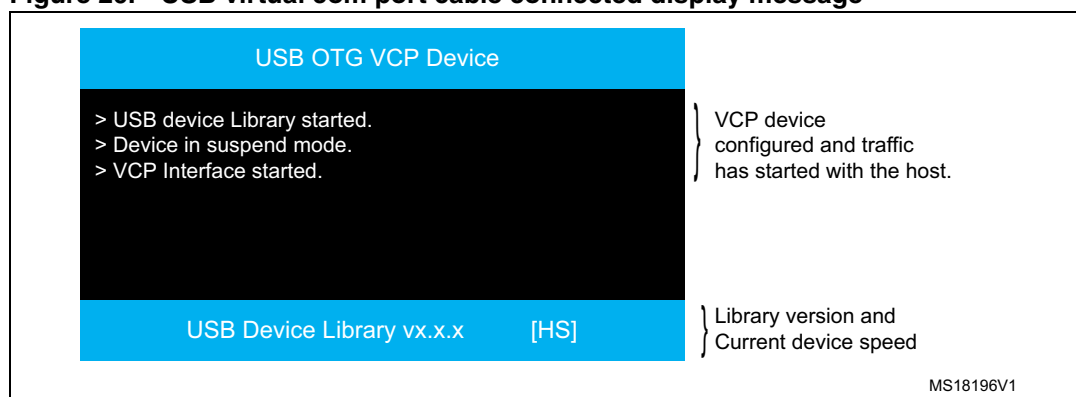 USB OTG VCP Device
> USB device Library started.
> Device in suspend mode.
> VCP Interface started.
VCP device
configured and traffic
has started with the host.
USB Device Library vx.x.x [HS]
Library version and
Current device speed
MS18196V1